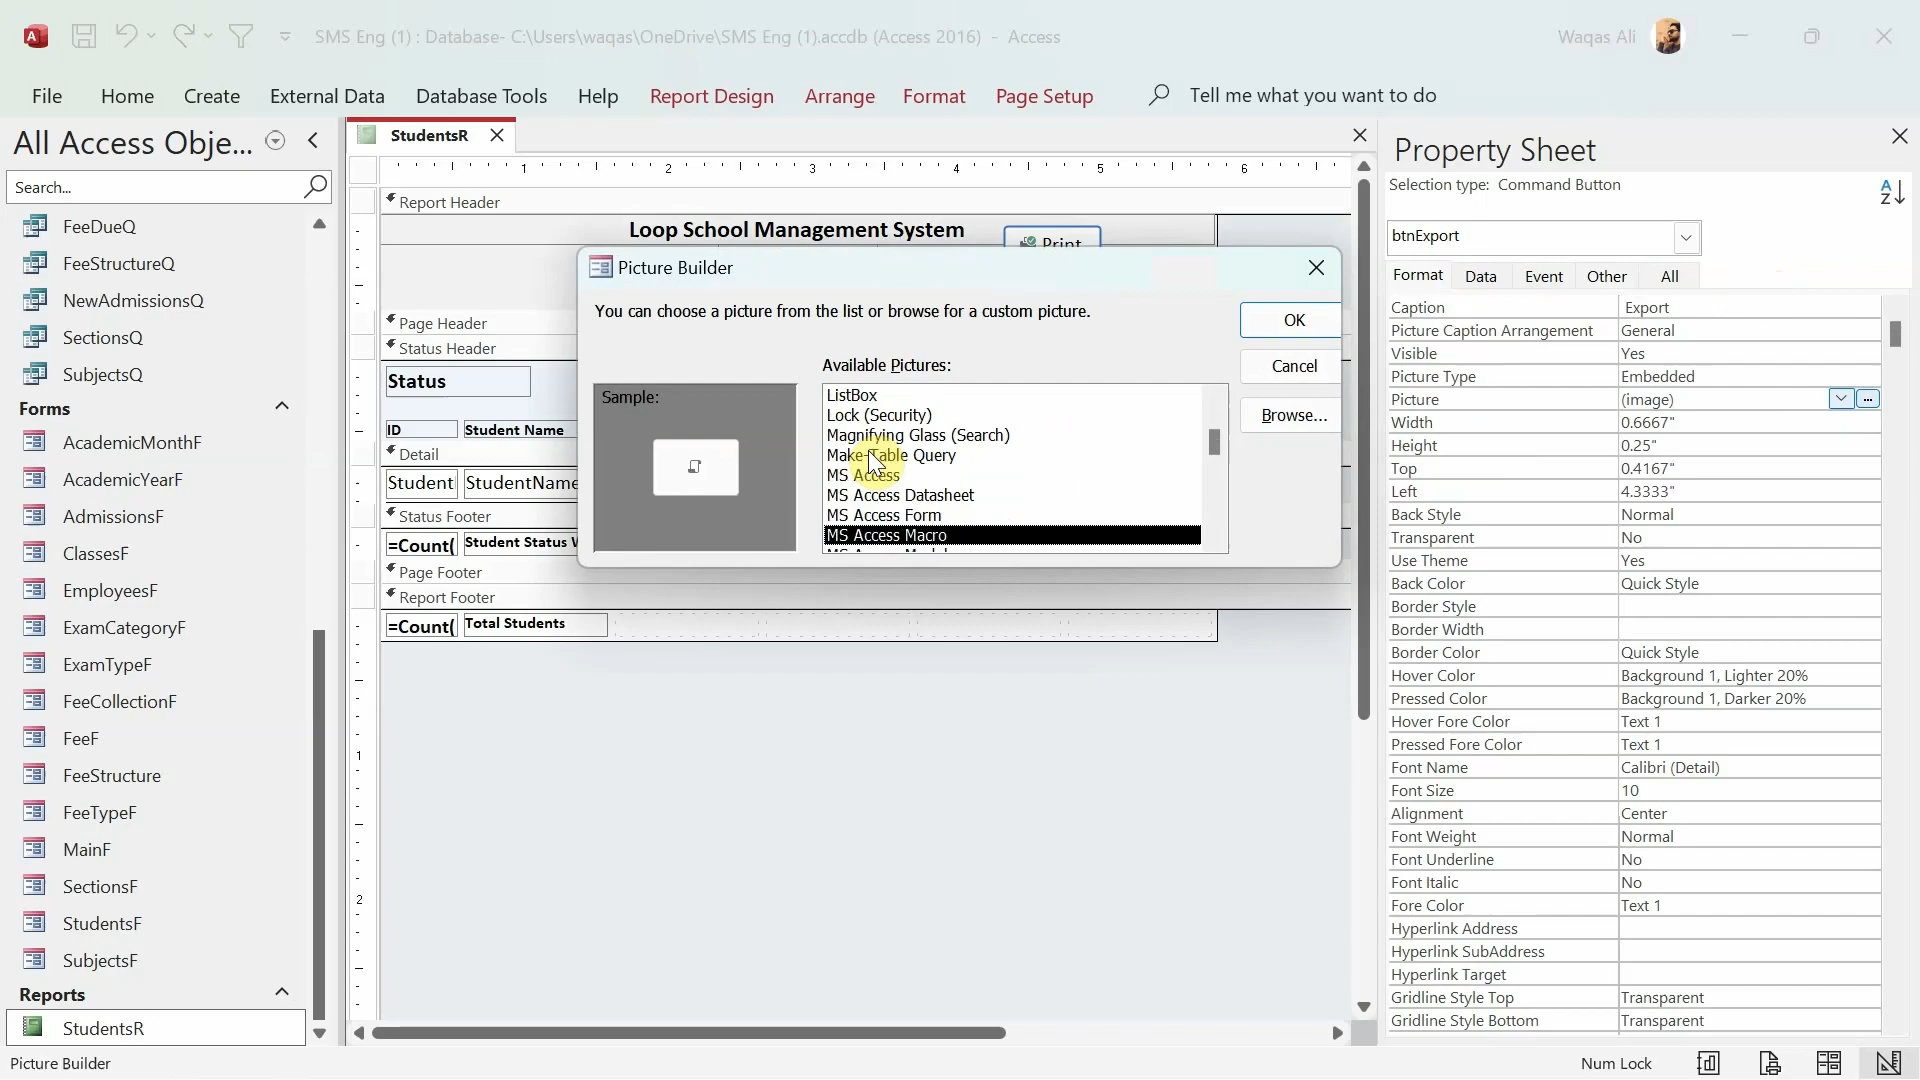 SMS Eng (1) : Database- C:\Users\waqas\OneDrive\SMS Eng (1).accdb (Access 2016) - Access
Waqas Ali
File Home Create External Data Database Tools Help Report Design Arrange Format Page Setup Tell me what you want to do
All Access Obje...
Search...
FeeDueQ
FeeStructureQ
NewAdmissionsQ
SectionsQ
SubjectsQ
Forms
AcademicMonthF
AcademicYearF
AdmissionsF
ClassesF
EmployeesF
ExamCategoryF
ExamTypeF
FeeCollectionF
FeeF
FeeStructure
FeeTypeF
MainF
SectionsF
StudentsF
SubjectsF
Reports
StudentsR
StudentsR
1 2 3 4 5 6
Report Header
Loop School Management System
Print
Page Header
Status Header
Status
ID Student Name
Detail
Student StudentName
Status Footer
=Count( Student Status
Page Footer
Report Footer
=Count( Total Students
1
2
Picture Builder
You can choose a picture from the list or browse for a custom picture.
OK
Cancel
Browse...
Available Pictures:
Sample:
ListBox
Lock (Security)
Magnifying Glass (Search)
Make-Table Query
MS Access
MS Access Datasheet
MS Access Form
MS Access Macro
Property Sheet
Selection type: Command Button
btnExport
Format Data Event Other All
Caption Export
Picture Caption Arrangement General
Visible Yes
Picture Type Embedded
Picture (image)
Width 0.6667"
Height 0.25"
Top 0.4167"
Left 4.3333"
Back Style Normal
Transparent No
Use Theme Yes
Back Color Quick Style
Border Style
Border Width
Border Color Quick Style
Hover Color Background 1, Lighter 20%
Pressed Color Background 1, Darker 20%
Hover Fore Color Text 1
Pressed Fore Color Text 1
Font Name Calibri (Detail)
Font Size 10
Alignment Center
Font Weight Normal
Font Underline No
Font Italic No
Fore Color Text 1
Hyperlink Address
Hyperlink SubAddress
Hyperlink Target
Gridline Style Top Transparent
Gridline Style Bottom Transparent
Picture Builder
Num Lock